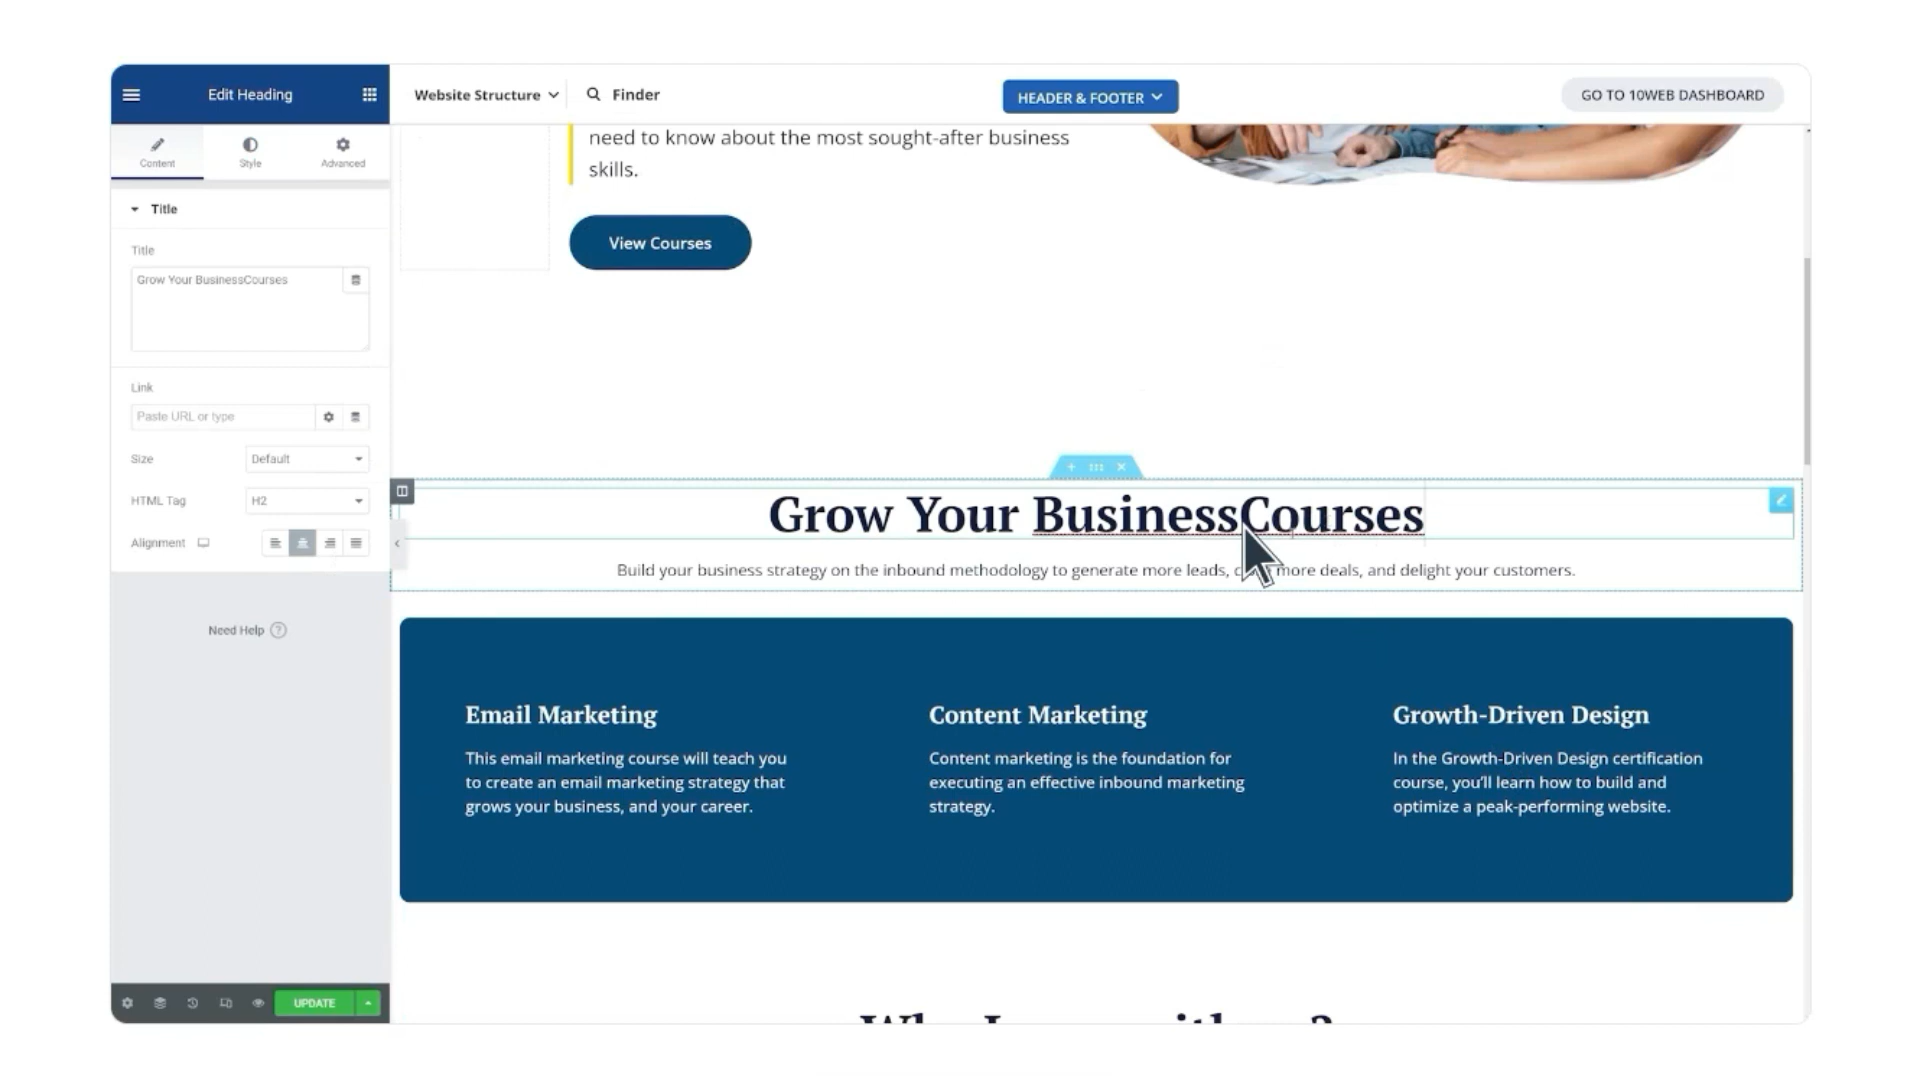 Edit Heading
Website Structure
Finder
HEADER & FOOTER
GO TO 10WEB DASHBOARD
Content
Style
Advanced
Title
Title
Grow Your BusinessCourses
Link
Paste URL or type
Size
Default
HTML Tag
H2
Alignment
Need Help
UPDATE
need to know about the most sought-after business
skills.
View Courses
Grow Your BusinessCourses
Build your business strategy on the inbound methodology to generate more leads, more deals, and delight your customers.
Email Marketing
This email marketing course will teach you
to create an email marketing strategy that
grows your business, and your career.
Content Marketing
Content marketing is the foundation for
executing an effective inbound marketing
strategy.
Growth-Driven Design
In the Growth-Driven Design certification
course, you'll learn how to build and
optimize a peak-performing website.